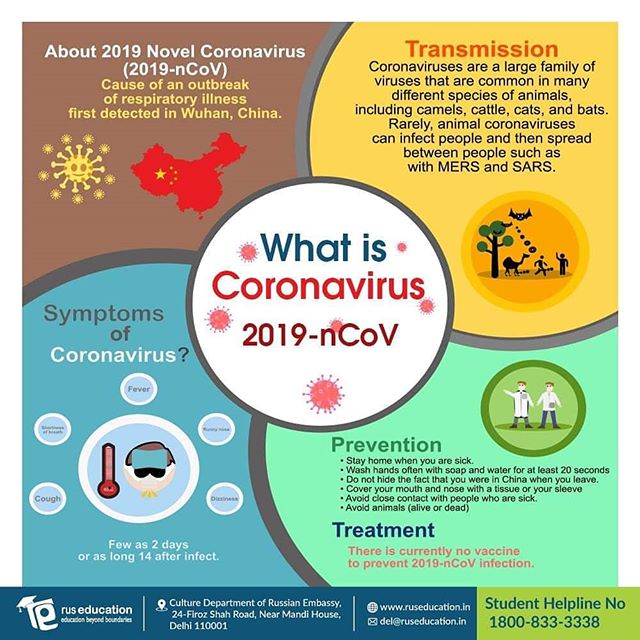 About 2019 Novel Coronavirus
(2019-nCoV)
Cause of an outbreak
of respiratory illness
first detected in Wuhan, China.
Transmission
Coronaviruses are a large family of
viruses that are common in many
different species of animals,
including camels, cattle, cats, and bats.
Rarely, animal coronaviruses
can infect people and then spread
between people such as
with MERS and SARS.
What is
Coronavirus
2019-nCoV
Symptoms
of
Coronavirus?
Fever
Shortness
of breath
Runny nose
Cough
Dizziness
Few as 2 days
or as long 14 after infect.
Prevention
• Stay home when you are sick.
• Wash hands often with soap and water for at least 20 seconds
• Do not hide the fact that you were in China when you leave.
• Cover your mouth and nose with a tissue or your sleeve
• Avoid close contact with people who are sick.
• Avoid animals (alive or dead)
Treatment
There is currently no vaccine
to prevent 2019-nCoV infection.
rus education
education beyond boundaries
Culture Department of Russian Embassy,
24-Firoz Shah Road, Near Mandi House,
Delhi 110001
www.ruseducation.in
del@ruseducation.in
Student Helpline No
1800-833-3338